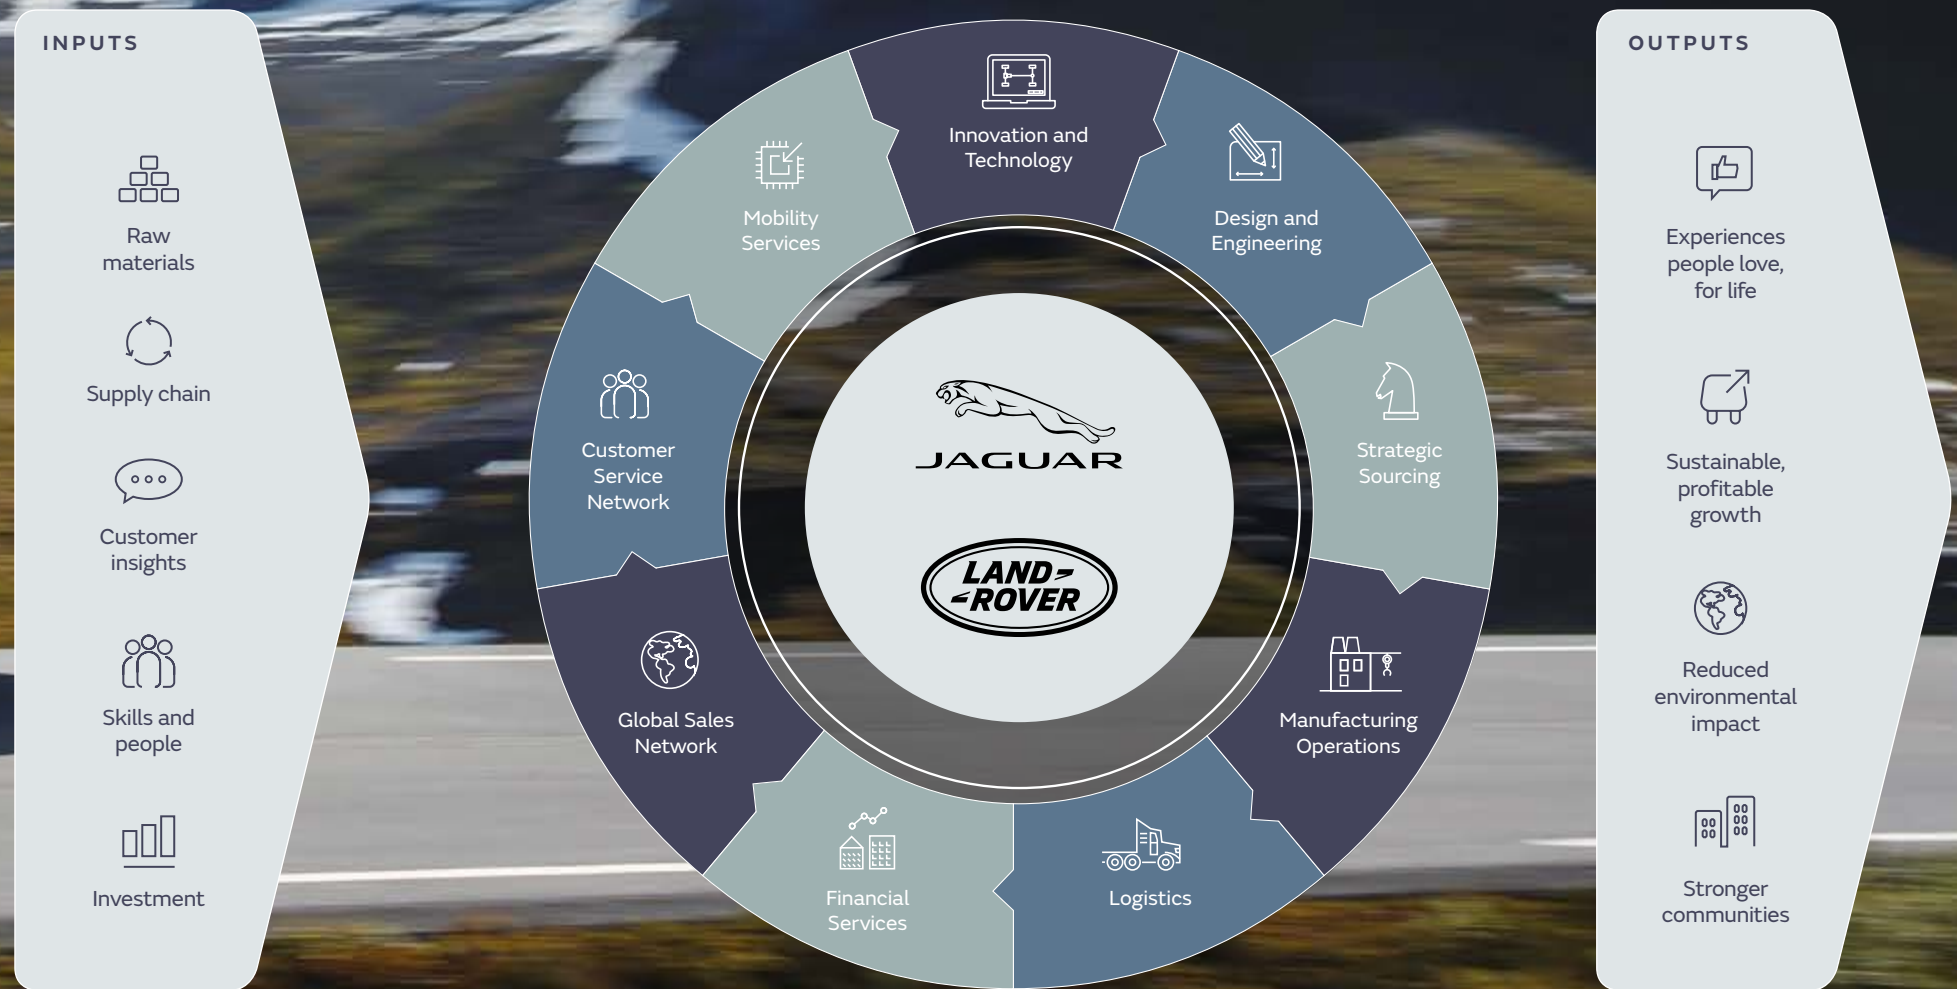 INPUTS
Raw
materials
Supply chain
Customer
insights
Skills and
people
Investment
Innovation and
Technology
Design and
Engineering
Strategic
Sourcing
Manufacturing
Operations
Logistics
Financial
Services
Global Sales
Network
Customer
Service
Network
Mobility
Services
JAGUAR
LAND
ROVER
OUTPUTS
Experiences
people love,
for life
Sustainable,
profitable
growth
Reduced
environmental
impact
Stronger
communities